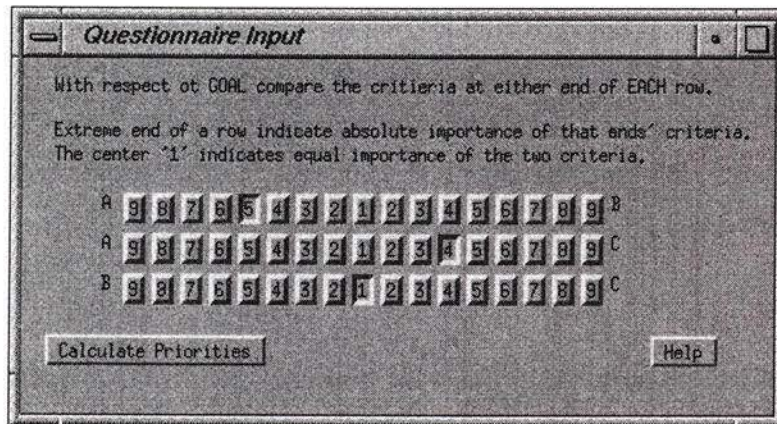 Questionnaire Input
With respect ot GOAL compare the critieria at either end of EACH row.
Extreme end of a row indicate absolute importance of that ends' criteria.
The center '1' indicates equal importance of the two criteria.
A 9 8 7 6 5 4 3 2 1 2 3 4 5 6 7 8 9 B
A 9 8 7 6 5 4 3 2 1 2 3 4 5 6 7 8 9 C
B 9 8 7 6 5 4 3 2 1 2 3 4 5 6 7 8 9 C
Calculate Priorities Help